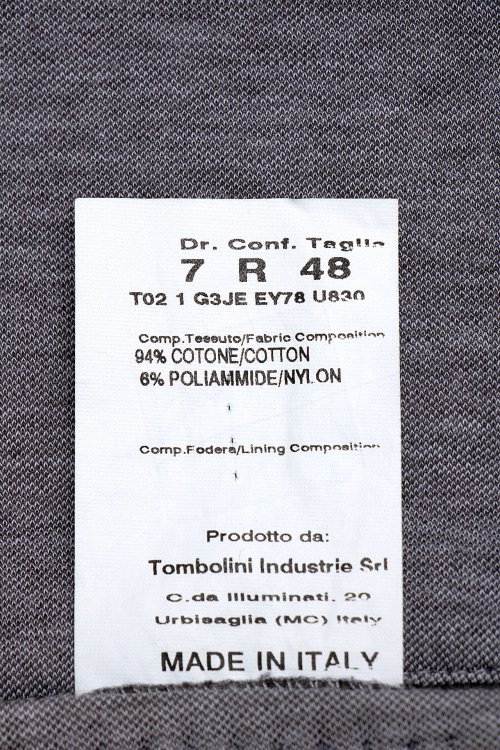 Dr. Conf. Taglia
7 R 48
T02 1 G3JE EY78 U830
Comp.Tessuto/Fabric Composition
94% COTONE/COTTON
6% POLIAMMIDE/NYLON
Comp.Fodera/Lining Composition
Prodotto da:
Tombolini Industrie Srl
C.da Illuminati, 20
Urbisaglia (MC) Italy
MADE IN ITALY